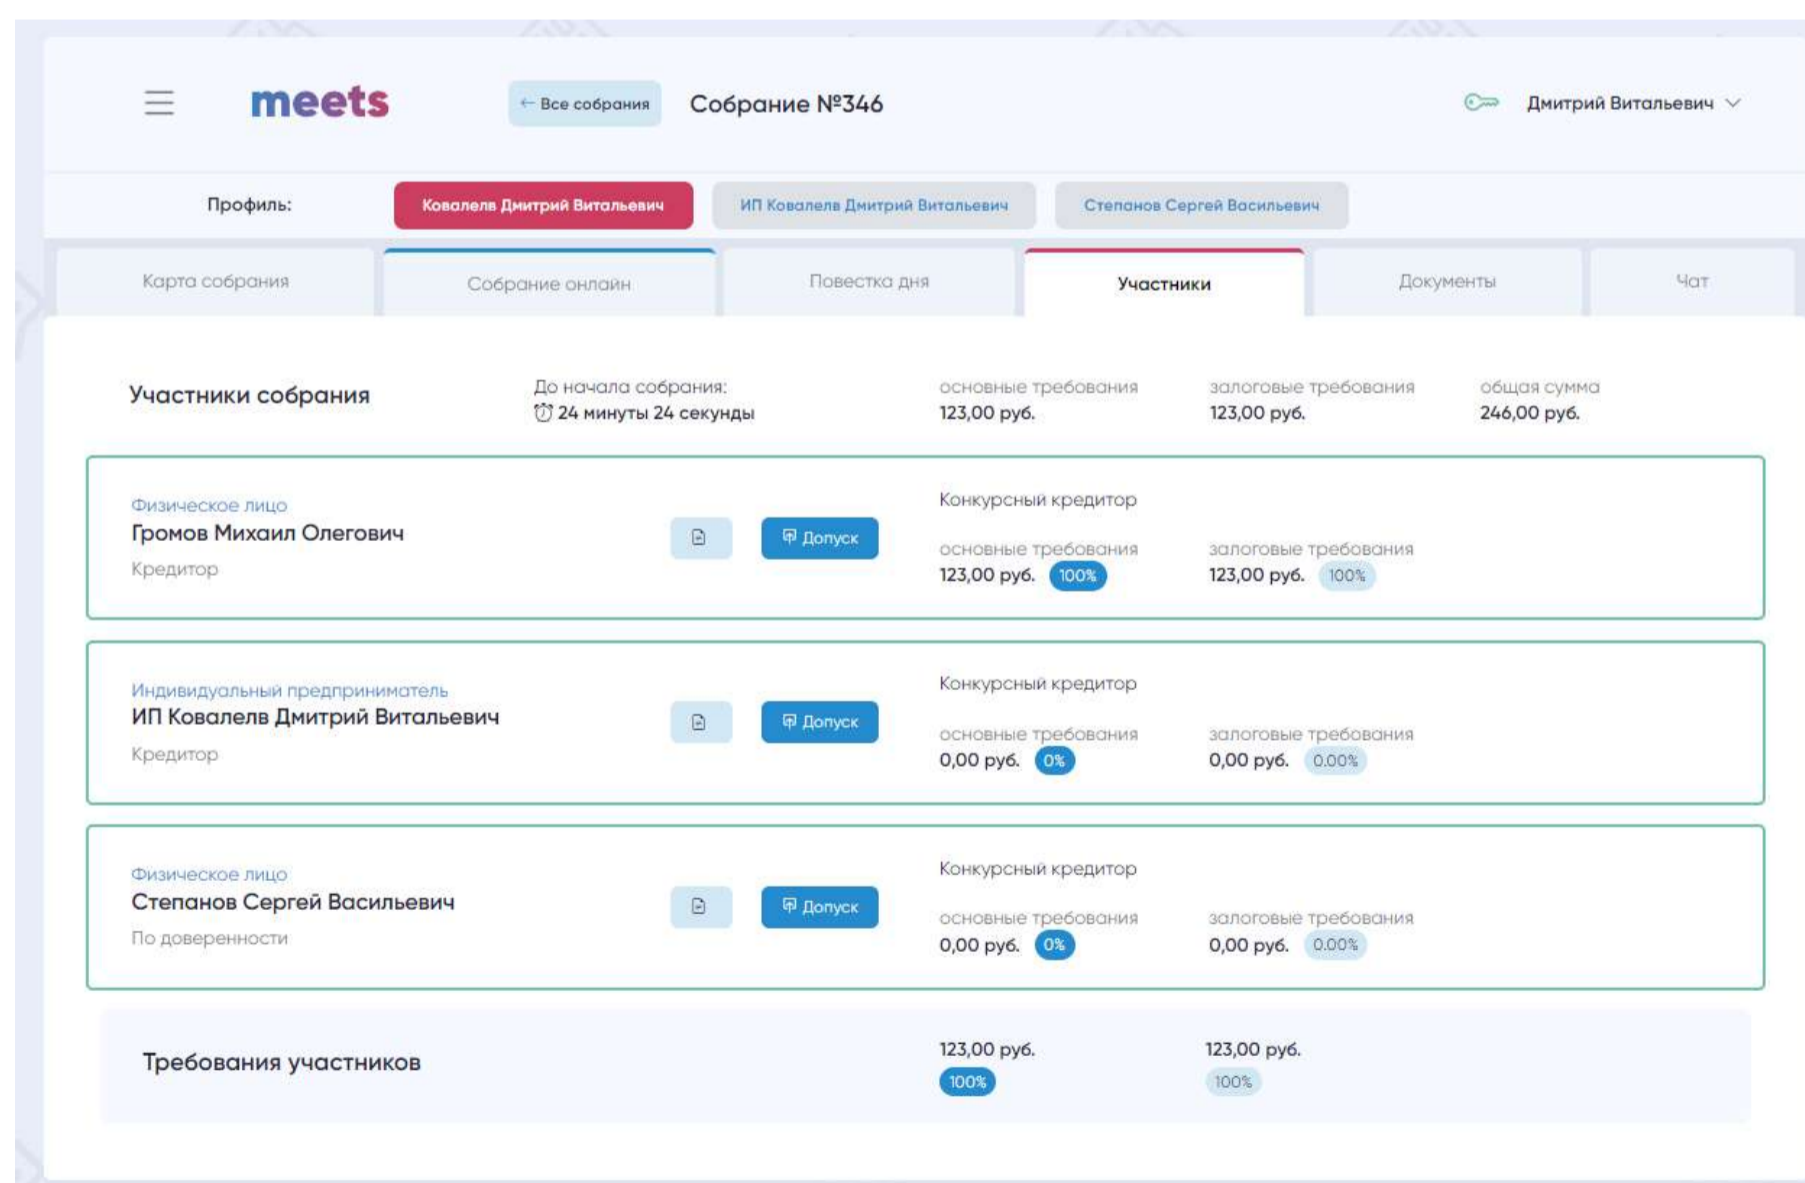 meets
← Все собрания
Собрание №346
Дмитрий Витальевич
Профиль:
Ковалелв Дмитрий Витальевич
ИП Ковалелв Дмитрий Витальевич
Степанов Сергей Васильевич
Карта собрания
Собрание онлайн
Повестка дня
Участники
Документы
Чат
Участники собрания
До начала собрания:
24 минуты 24 секунды
основные требования
123,00 руб.
залоговые требования
123,00 руб.
общая сумма
246,00 руб.
Физическое лицо
Громов Михаил Олегович
Кредитор
Допуск
Конкурсный кредитор
основные требования
123,00 руб. 100%
залоговые требования
123,00 руб. 100%
Индивидуальный предприниматель
ИП Ковалелв Дмитрий Витальевич
Кредитор
Допуск
Конкурсный кредитор
основные требования
0,00 руб. 0%
залоговые требования
0,00 руб. 0.00%
Физическое лицо
Степанов Сергей Васильевич
По доверенности
Допуск
Конкурсный кредитор
основные требования
0,00 руб. 0%
залоговые требования
0,00 руб. 0.00%
Требования участников
123,00 руб.
100%
123,00 руб.
100%